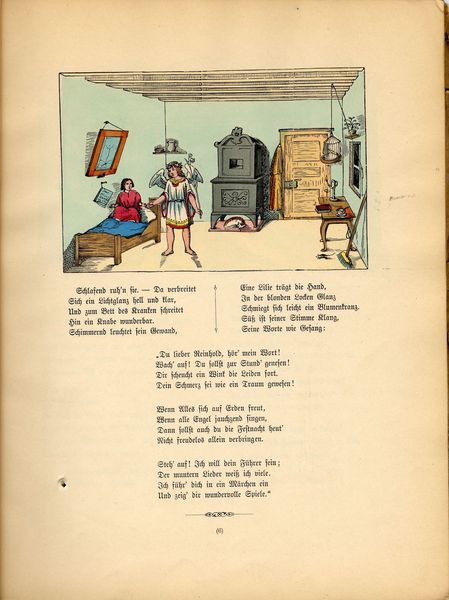 Schlafend ruh'n sie. — Da verbreitet
Sich ein Lichtglanz hell und klar,
Und zum Bett des Kranken schreitet
Hin ein Knabe wunderbar.
Schimmernd leuchtet sein Gewand,
Eine Lilie trägt die Hand,
In der blonden Locken Glanz
Schmiegt sich leicht ein Blumenkranz.
Süß ist seiner Stimme Klang,
Seine Worte wie Gesang:
„Du lieber Reinhold, hör' mein Wort!
Wach' auf! Du sollst zur Stund' genesen!
Dir scheucht ein Wink die Leiden fort.
Dein Schmerz sei wie ein Traum gewesen!
Wenn Alles sich auf Erden freut,
Wenn alle Engel jauchzend singen,
Dann sollst auch du die Festnacht heut'
Nicht freudelos allein verbringen.
Steh' auf! Ich will dein Führer sein;
Der muntern Lieder weiß ich viele.
Ich führ' dich in ein Märchen ein
Und zeig' dir wundervolle Spiele."
(6)